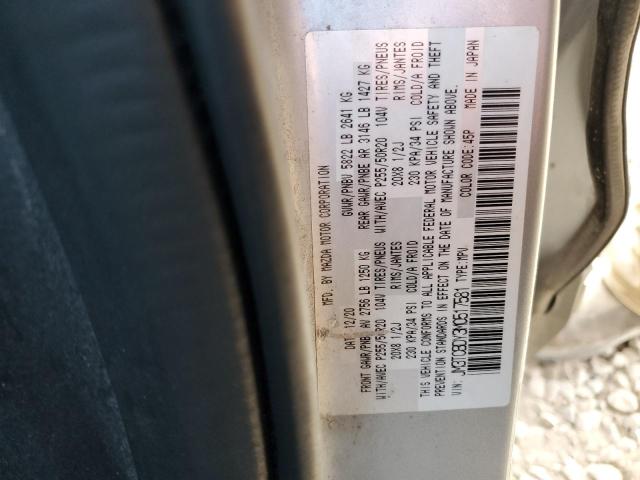 MFD. BY MAZDA MOTOR CORPORATION
DATE: 12/20 GVWR/PNBV 5822 LB 2641 KG
FRONT GAWR/PNBE AV 2756 LB 1250 KG REAR GAWR/PNBE AR 3146 LB 1427 KG
WITH/AVEC P255/50R20 104V TIRES/PNEUS WITH/AVEC P255/50R20 104V TIRES/PNEUS
20X8 1/2J RIMS/JANTES 20X8 1/2J RIMS/JANTES
230 KPA/34 PSI COLD/A FROID 230 KPA/34 PSI COLD/A FROID
THIS VEHICLE CONFORMS TO ALL APPLICABLE FEDERAL MOTOR VEHICLE SAFETY AND THEFT
PREVENTION STANDARDS IN EFFECT ON THE DATE OF MANUFACTURE SHOWN ABOVE.
VIN: JM3TCBDY3M0517581 TYPE:MPV COLOR CODE:45P MADE IN JAPAN